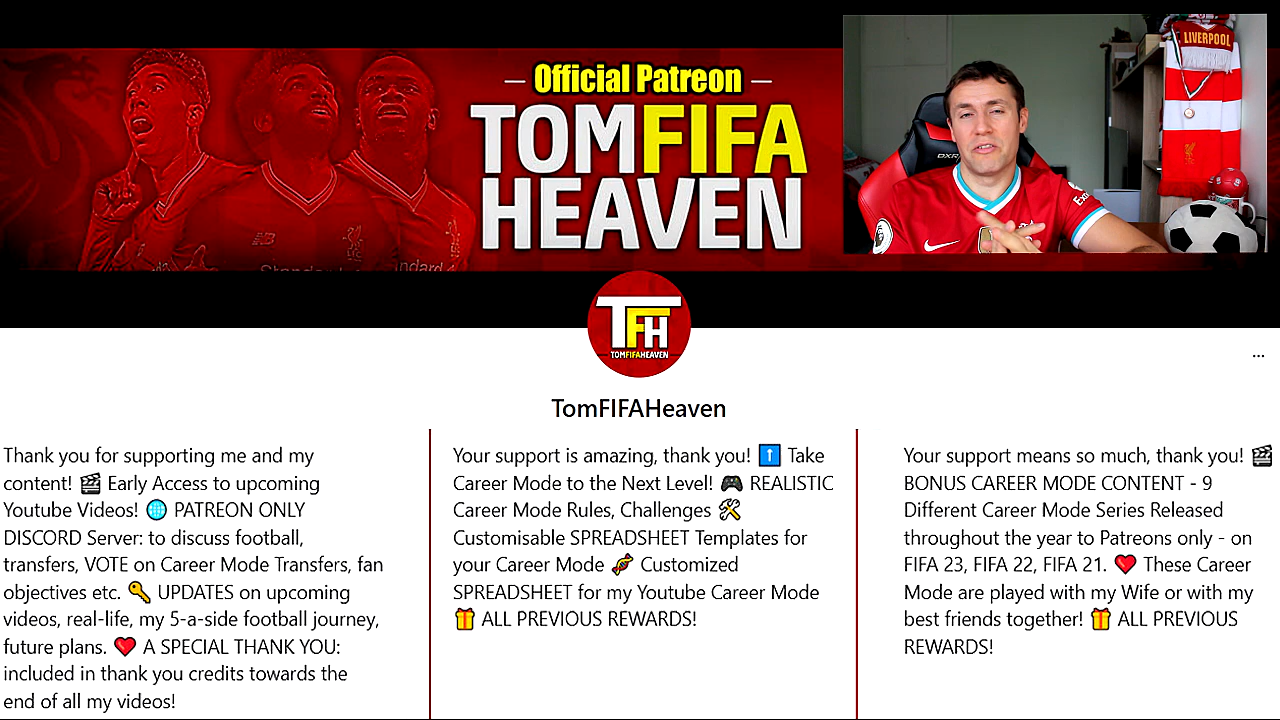 Official Patreon
TOMFIFA
HEAVEN
LIVERPOOL
DXR
Standard
ndard
TFH
TOMFIFAHEAVEN
...
TomFIFAHeaven
Thank you for supporting me and my
content! 🎬 Early Access to upcoming
Youtube Videos! 🌐 PATREON ONLY
DISCORD Server: to discuss football,
transfers, VOTE on Career Mode Transfers, fan
objectives etc. 🔑 UPDATES on upcoming
videos, real-life, my 5-a-side football journey,
future plans. ❤️ A SPECIAL THANK YOU:
included in thank you credits towards the
end of all my videos!
Your support is amazing, thank you! ⬆️ Take
Career Mode to the Next Level! 🎮 REALISTIC
Career Mode Rules, Challenges 🛠️
Customisable SPREADSHEET Templates for
your Career Mode 🧬 Customized
SPREADSHEET for my Youtube Career Mode
🎁 ALL PREVIOUS REWARDS!
Your support means so much, thank you! 🎬
BONUS CAREER MODE CONTENT - 9
Different Career Mode Series Released
throughout the year to Patreons only - on
FIFA 23, FIFA 22, FIFA 21. ❤️ These Career
Mode are played with my Wife or with my
best friends together! 🎁 ALL PREVIOUS
REWARDS!